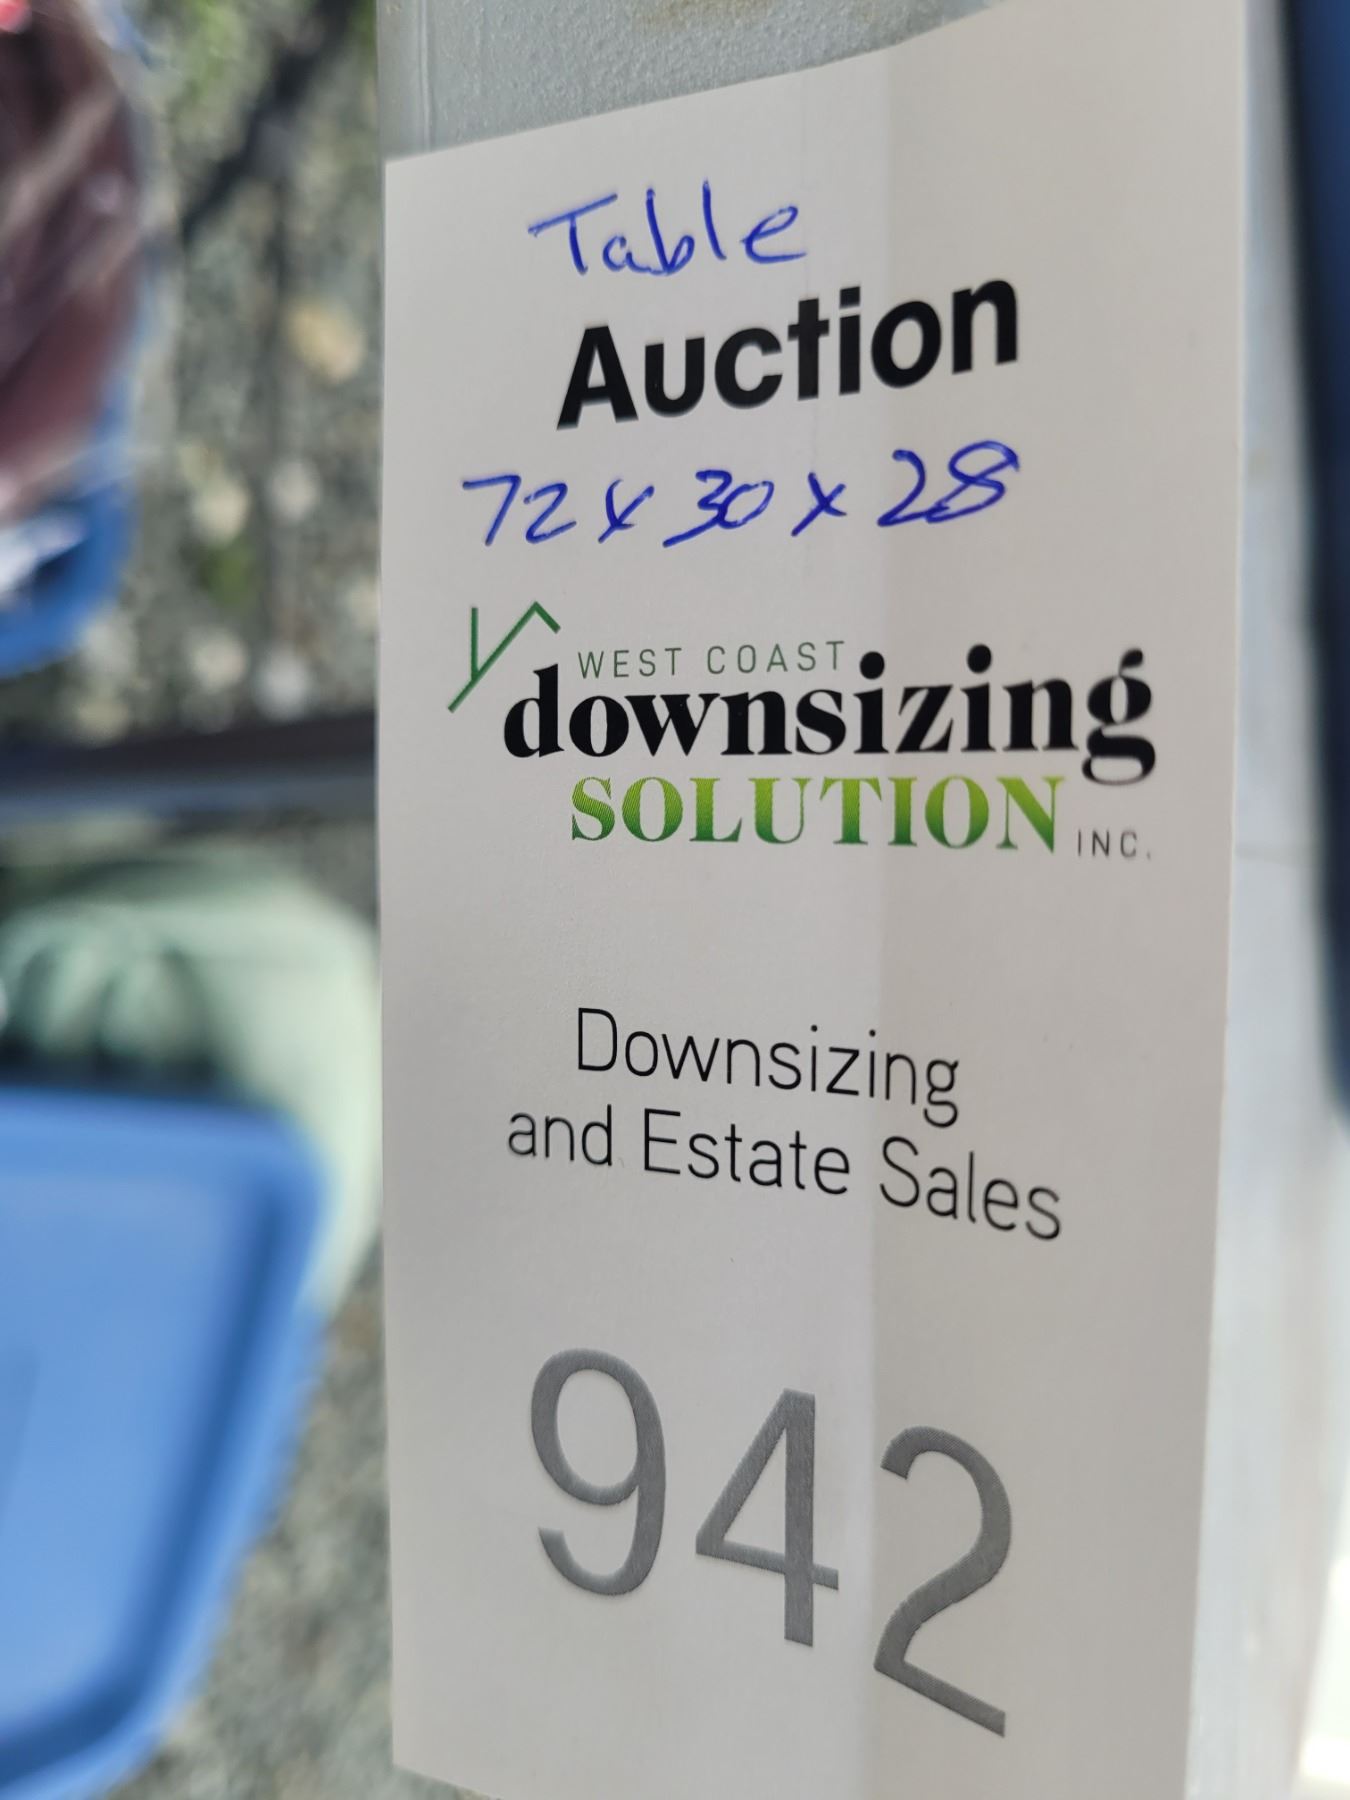 Table
Auction
72 x 30 x 28
WEST COAST
downsizing
SOLUTION INC.
Downsizing
and Estate Sales
942